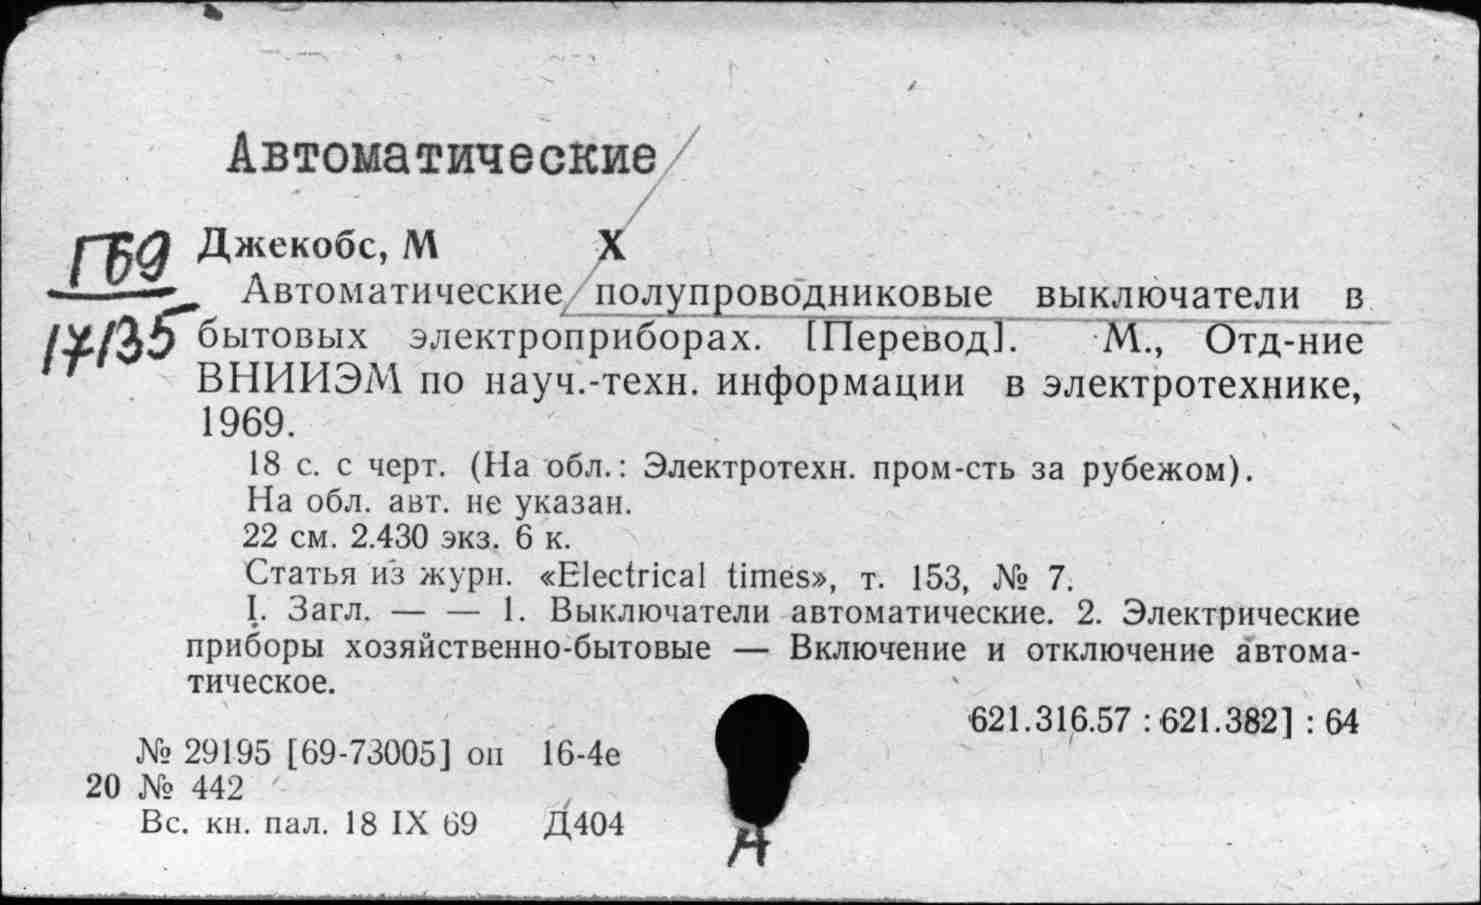 Автоматические
ГБ9
17135
Джекобс, М
X
Автоматические полупроводниковые выключатели в
бытовых электроприборах. [Перевод]. М., Отд-ние
ВНИИЭМ по науч.-техн. информации в электротехнике,
1969.
18 с. с черт. (На обл.: Электротехн. пром-сть за рубежом).
На обл. авт. не указан.
22 см. 2.430 экз. 6 к.
Статья из журн. «Electrical times», т. 153, № 7.
I. Загл. — — 1. Выключатели автоматические. 2. Электрические
приборы хозяйственно-бытовые — Включение и отключение автома-
тическое.
621.316.57 : 621.382] : 64
№ 29195 [69-73005] оп 16-4е
20 № 442
Вс. кн. пал. 18 IX 69 Д404
А